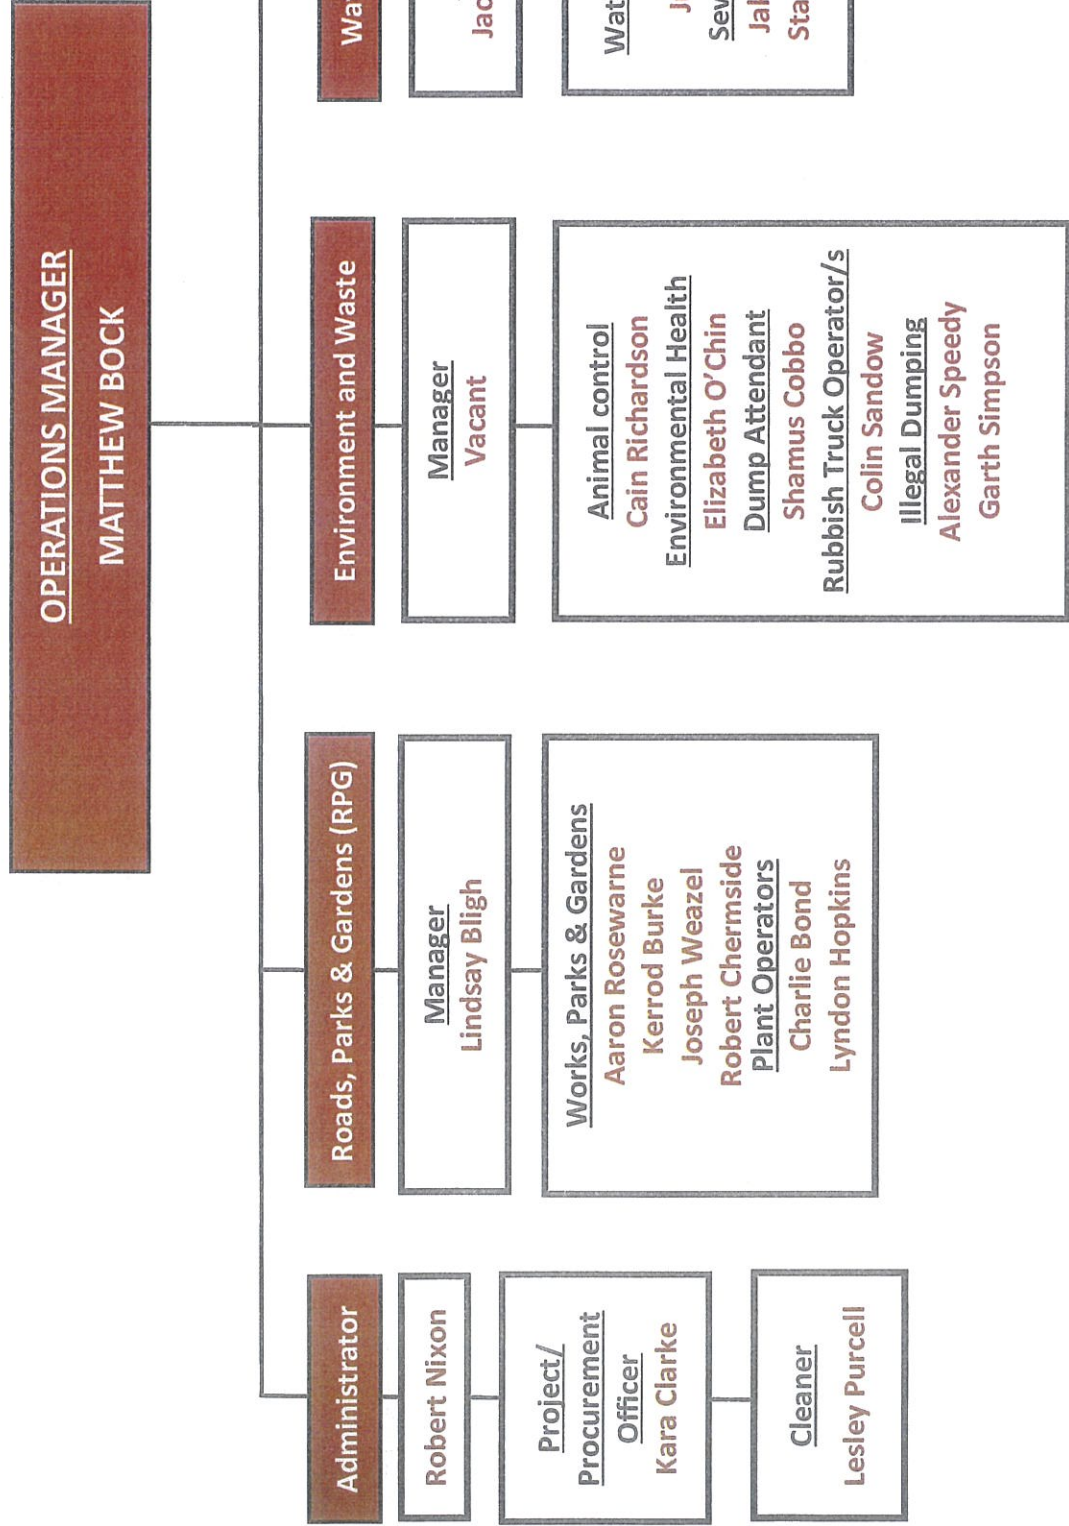 OPERATIONS MANAGER
MATTHEW BOCK
Administrator
Robert Nixon
Project/
Procurement
Officer
Kara Clarke
Cleaner
Lesley Purcell
Roads, Parks & Gardens (RPG)
Manager
Lindsay Bligh
Works, Parks & Gardens
Aaron Rosewarne
Kerrod Burke
Joseph Weazel
Robert Chermside
Plant Operators
Charlie Bond
Lyndon Hopkins
Environment and Waste
Manager
Vacant
Animal control
Cain Richardson
Environmental Health
Elizabeth O’Chin
Dump Attendant
Shamus Cobbo
Rubbish Truck Operator/s
Colin Sandow
Illegal Dumping
Alexander Speedy
Garth Simpson